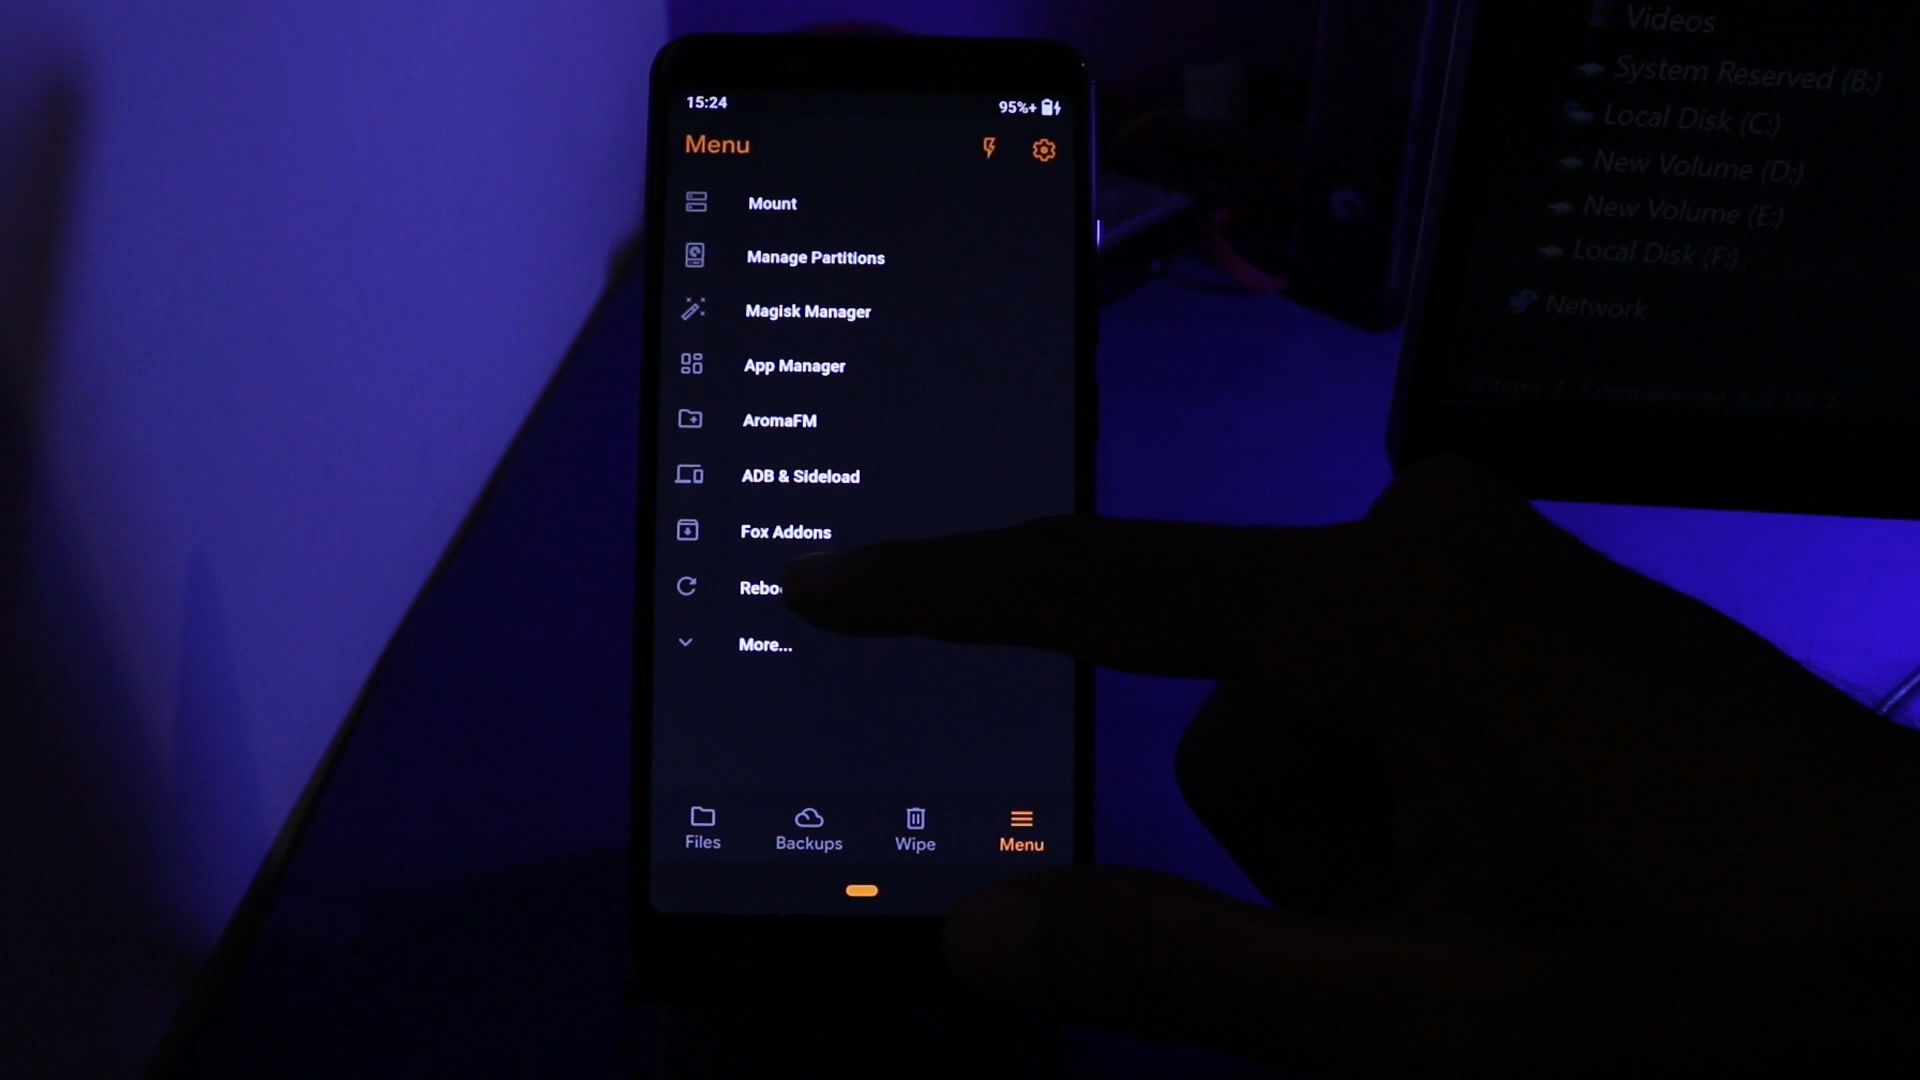 15:24
95%+
Menu
Mount
Manage Partitions
Magisk Manager
App Manager
AromaFM
ADB & Sideload
Fox Addons
Rebo
More...
Files
Backups
Wipe
Menu
Videos
System Reserved (B:)
Local Disk (C:)
New Volume (D:)
New Volume (E:)
Local Disk (F:)
Network